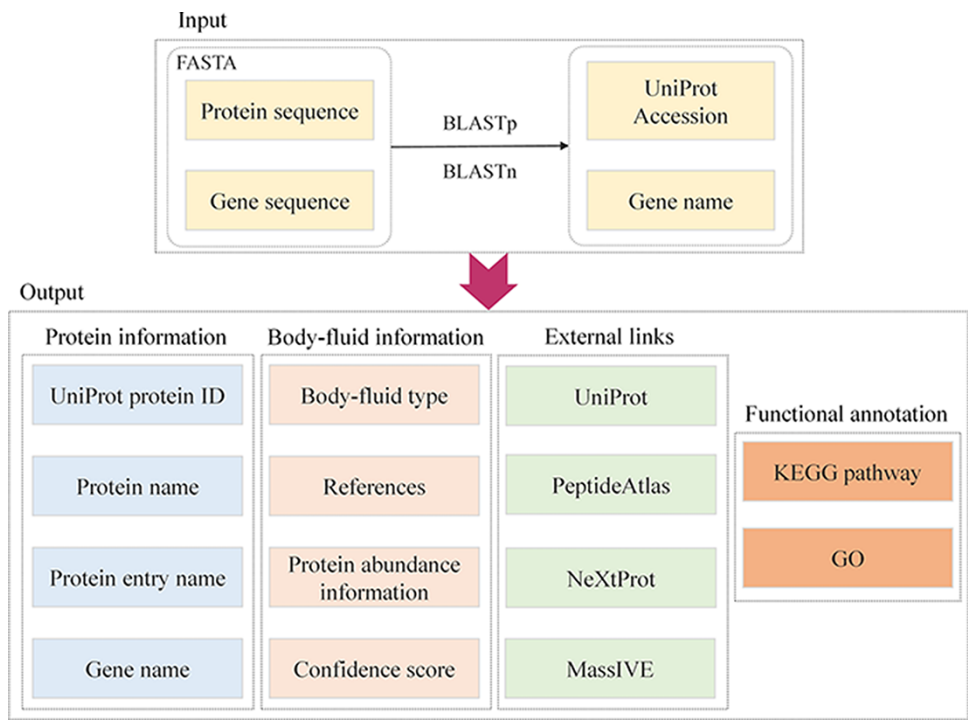 Input
FASTA
Protein sequence
Gene sequence
BLASTp
BLASTn
UniProt
Accession
Gene name
Output
Protein information
UniProt protein ID
Protein name
Protein entry name
Gene name
Body-fluid information
Body-fluid type
References
Protein abundance
information
Confidence score
External links
UniProt
PeptideAtlas
NeXtProt
MassIVE
Functional annotation
KEGG pathway
GO